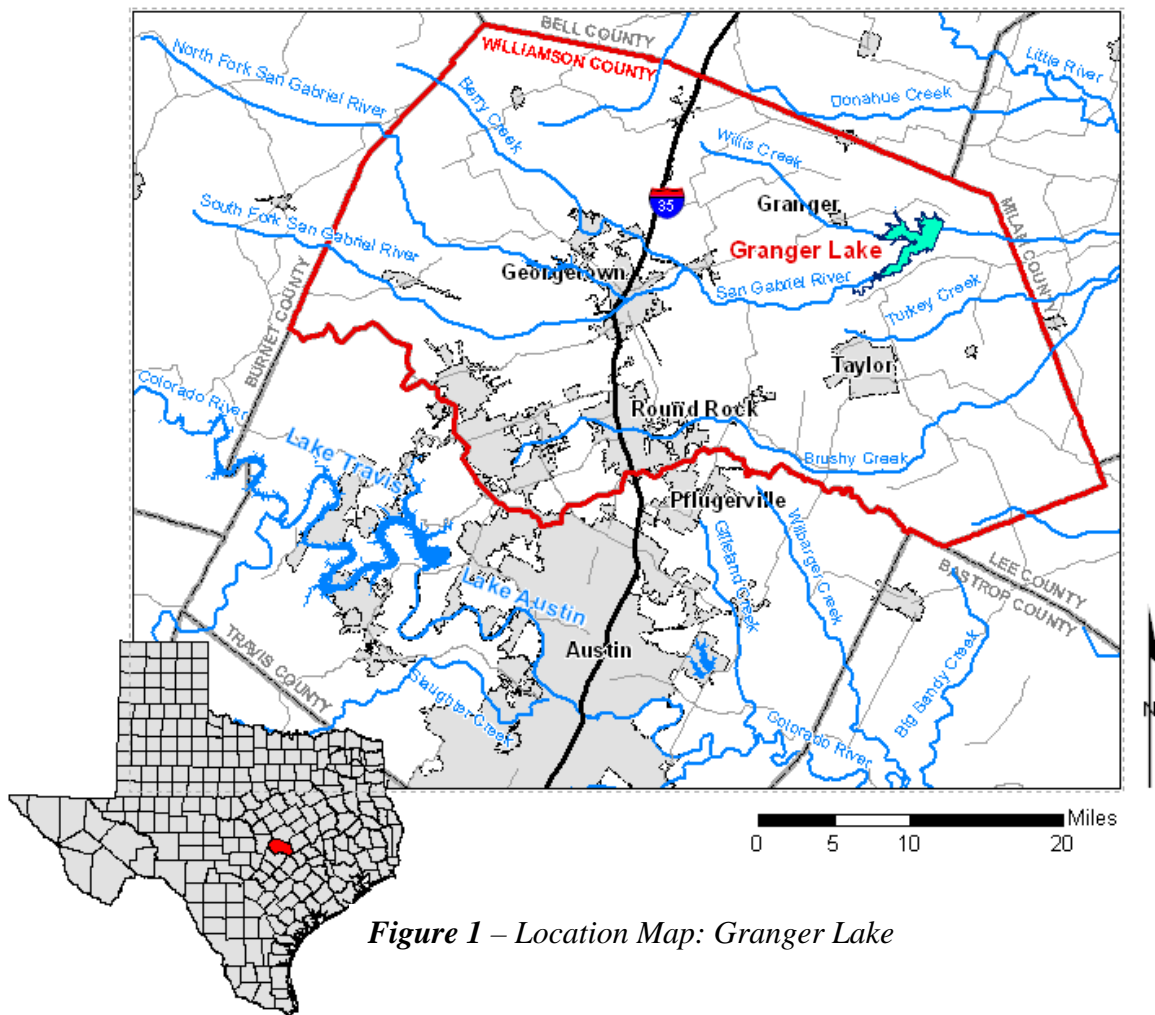 BELL COUNTY
WILLIAMSON COUNTY
North Fork San Gabriel River
Berry Creek
Little River
Donahue Creek
Willis Creek
35
Granger
MILAM COUNTY
South Fork San Gabriel River
Granger Lake
Georgetown
San Gabriel River
Turkey Creek
BURNET COUNTY
Taylor
Colorado River
Round Rock
Lake Travis
Brushy Creek
Pflugerville
Gilleland Creek
Wilbarger Creek
LEE COUNTY
BASTROP COUNTY
Lake Austin
Austin
TRAVIS COUNTY
Slaughter Creek
Big Sandy Creek
Colorado River
N
Miles
0 5 10 20
Figure 1 – Location Map: Granger Lake